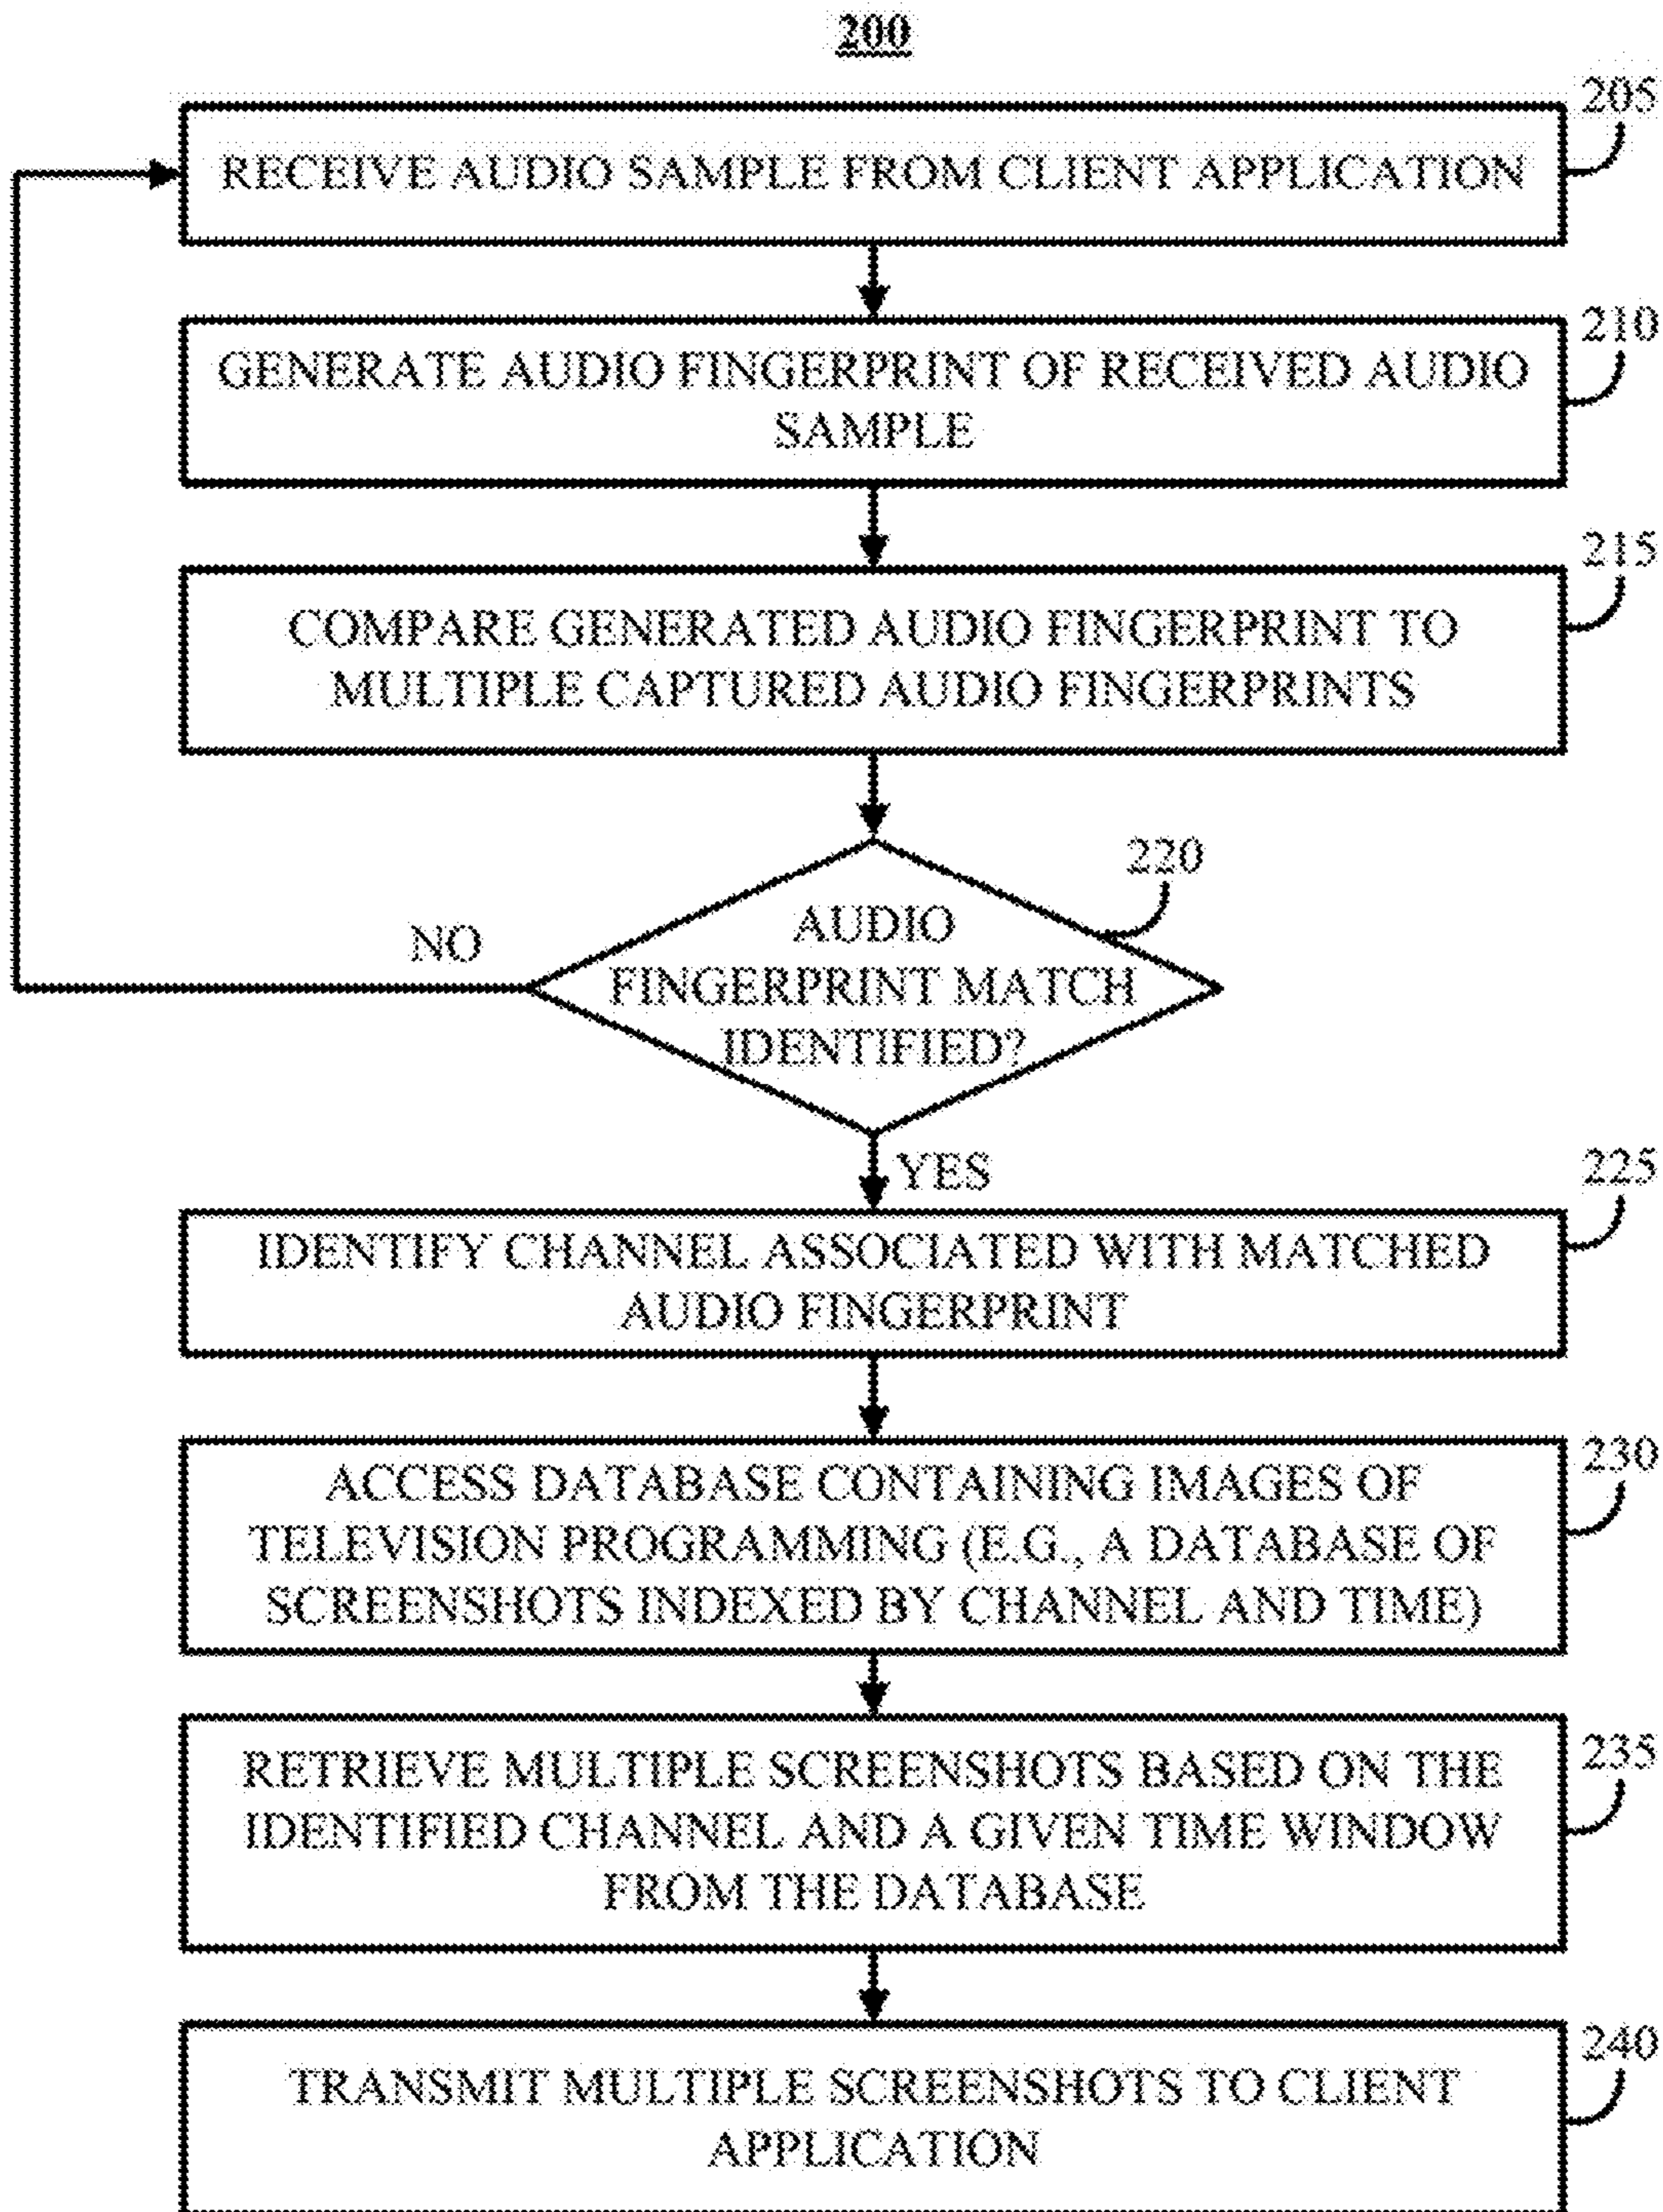 200
205
RECEIVE AUDIO SAMPLE FROM CLIENT APPLICATION
210
GENERATE AUDIO FINGERPRINT OF RECEIVED AUDIO
SAMPLE
215
COMPARE GENERATED AUDIO FINGERPRINT TO
MULTIPLE CAPTURED AUDIO FINGERPRINTS
220
AUDIO
FINGERPRINT MATCH
IDENTIFIED?
NO
YES
225
IDENTIFY CHANNEL ASSOCIATED WITH MATCHED
AUDIO FINGERPRINT
230
ACCESS DATABASE CONTAINING IMAGES OF
TELEVISION PROGRAMMING (E.G., A DATABASE OF
SCREENSHOTS INDEXED BY CHANNEL AND TIME)
235
RETRIEVE MULTIPLE SCREENSHOTS BASED ON THE
IDENTIFIED CHANNEL AND A GIVEN TIME WINDOW
FROM THE DATABASE
240
TRANSMIT MULTIPLE SCREENSHOTS TO CLIENT
APPLICATION